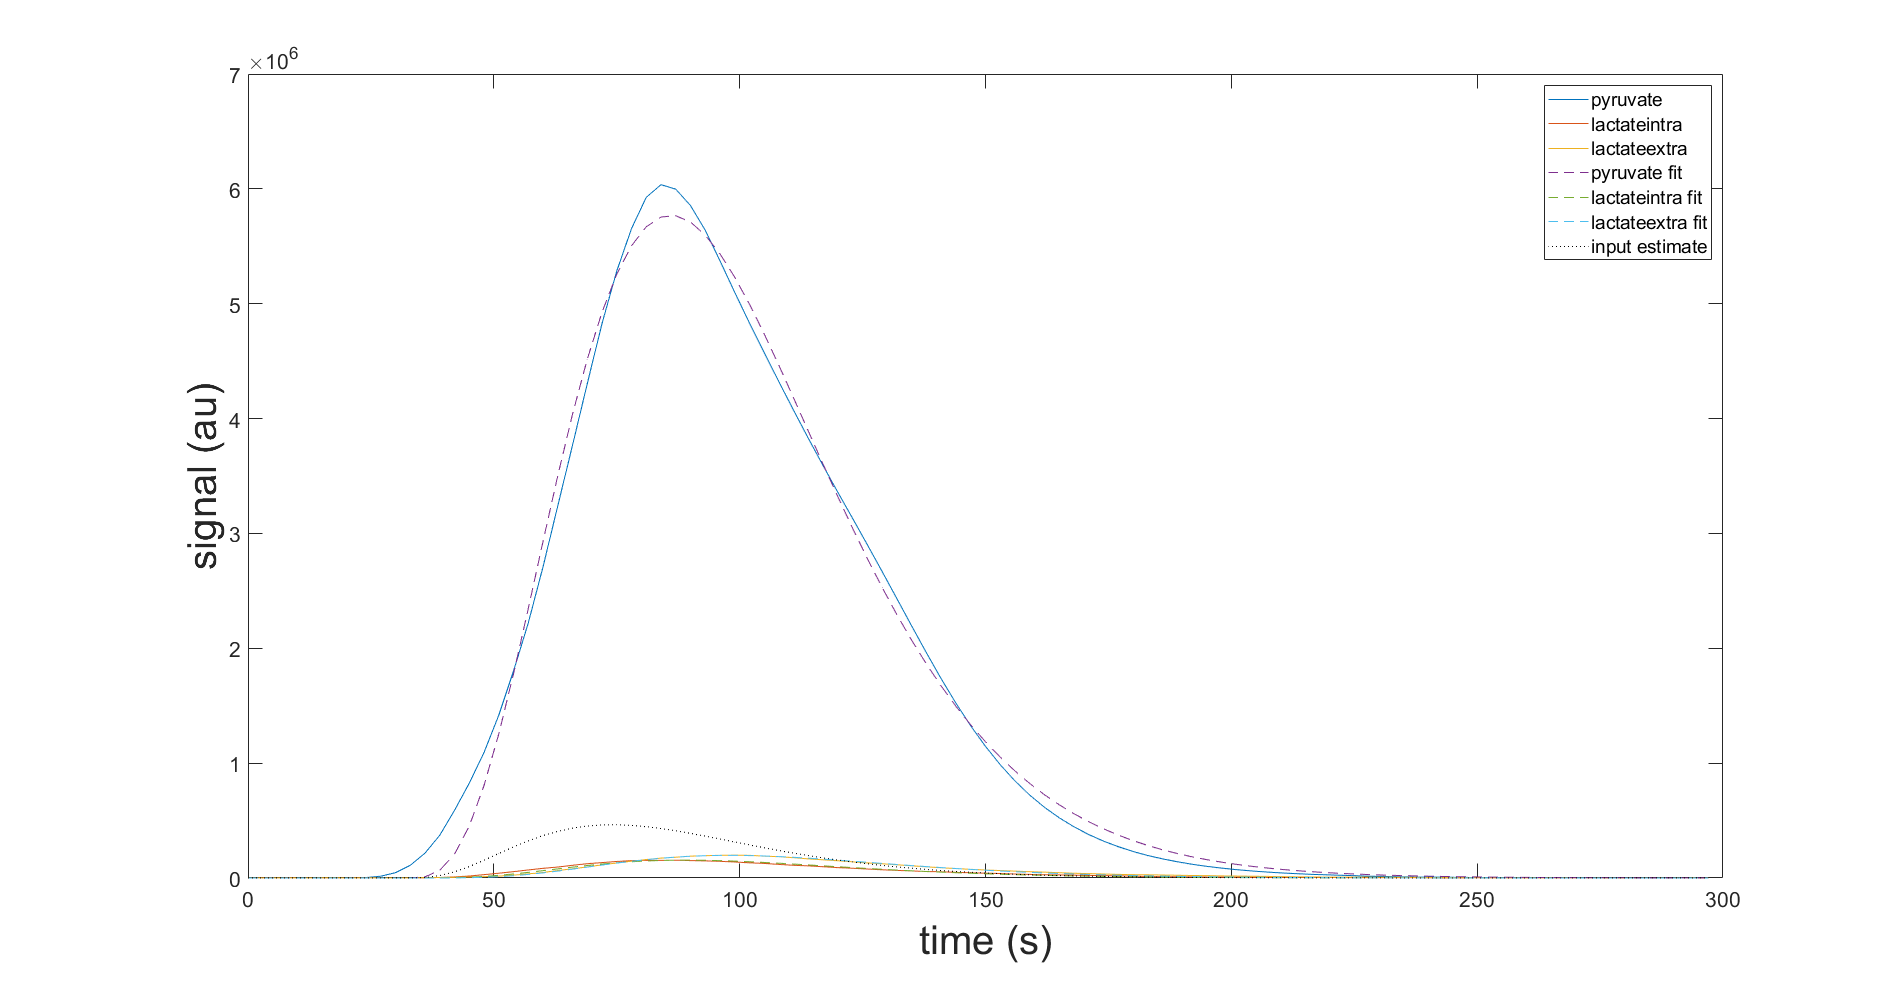 ×10^6
7
6
5
4
3
2
1
0
signal (au)
0 50 100 150 200 250 300
time (s)
pyruvate
lactateintra
lactateextra
pyruvate fit
lactateintra fit
lactateextra fit
input estimate